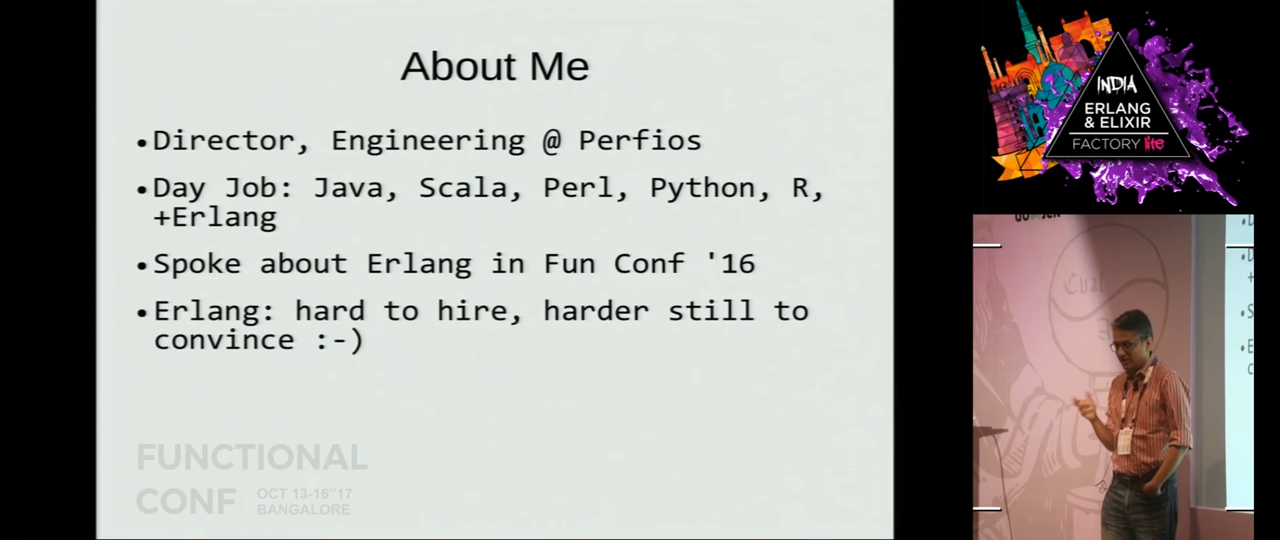 About Me
•Director, Engineering @ Perfios
•Day Job: Java, Scala, Perl, Python, R,
+Erlang
•Spoke about Erlang in Fun Conf '16
•Erlang: hard to hire, harder still to
convince :-)
FUNCTIONAL
CONF
OCT 13-16"17
BANGALORE
INDIA
ERLANG
& ELIXIR
FACTORY lite